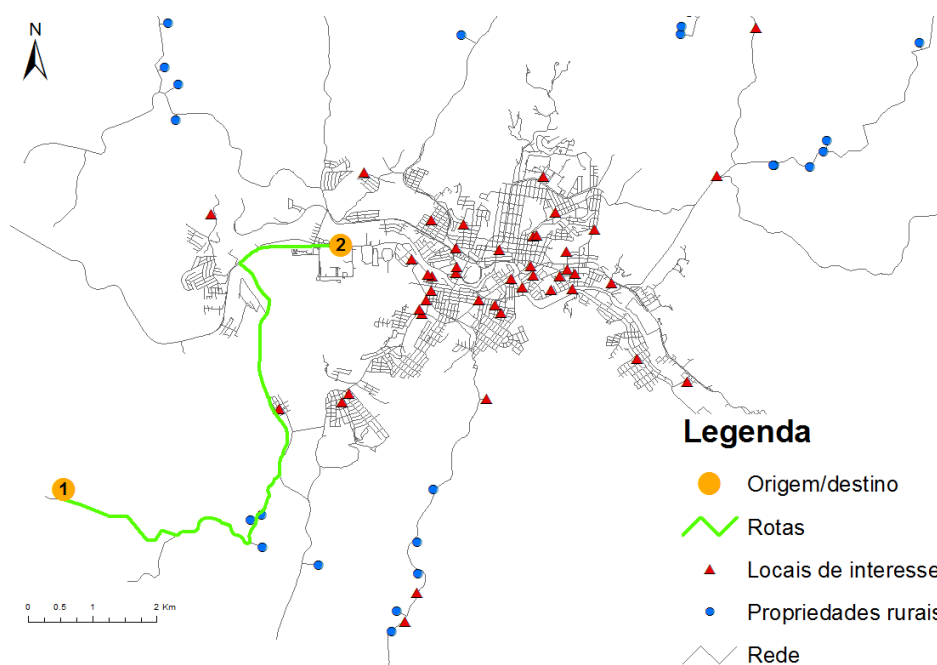 N
2
1
Legenda
Origem/destino
Rotas
Locais de interesse
Propriedades rurais
Rede
0 0.5 1 2 Km